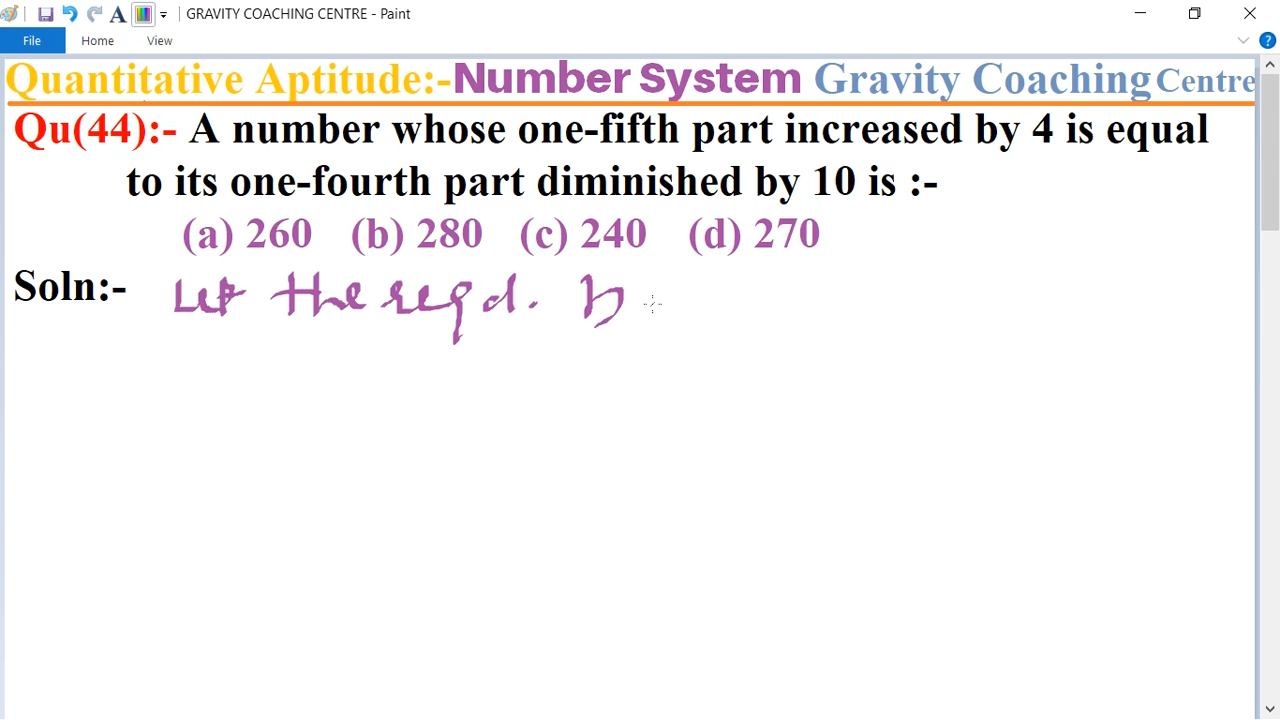 GRAVITY COACHING CENTRE - Paint
File Home View
Quantitative Aptitude:-Number System Gravity Coaching Centre
Qu(44):- A number whose one-fifth part increased by 4 is equal
to its one-fourth part diminished by 10 is :-
(a) 260 (b) 280 (c) 240 (d) 270
Soln:- Let the reqd.